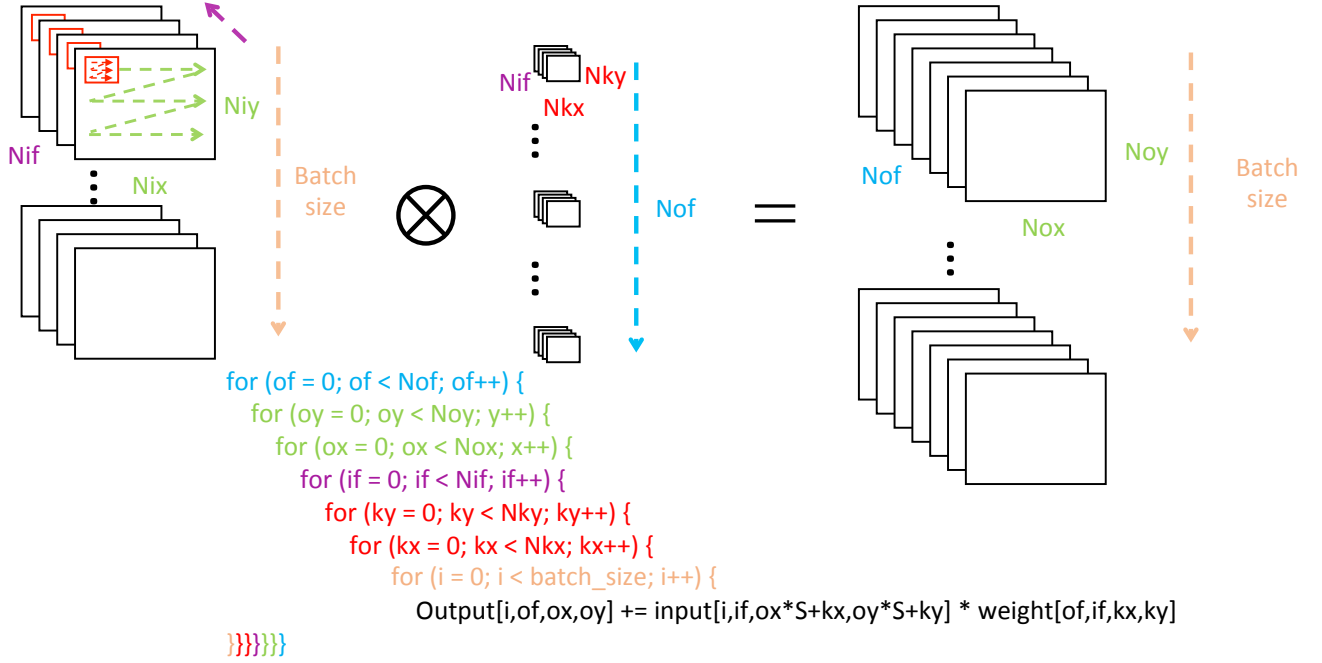 Nif
Niy
Nix
Batch
size
Nif
Nky
Nkx
Nof
=
Nof
Noy
Nox
Batch
size
for (of = 0; of < Nof; of++) {
for (oy = 0; oy < Noy; y++) {
for (ox = 0; ox < Nox; x++) {
for (if = 0; if < Nif; if++) {
for (ky = 0; ky < Nky; ky++) {
for (kx = 0; kx < Nkx; kx++) {
for (i = 0; i < batch_size; i++) {
Output[i,of,ox,oy] += input[i,if,ox*S+kx,oy*S+ky] * weight[of,if,kx,ky]
}}}}}}}